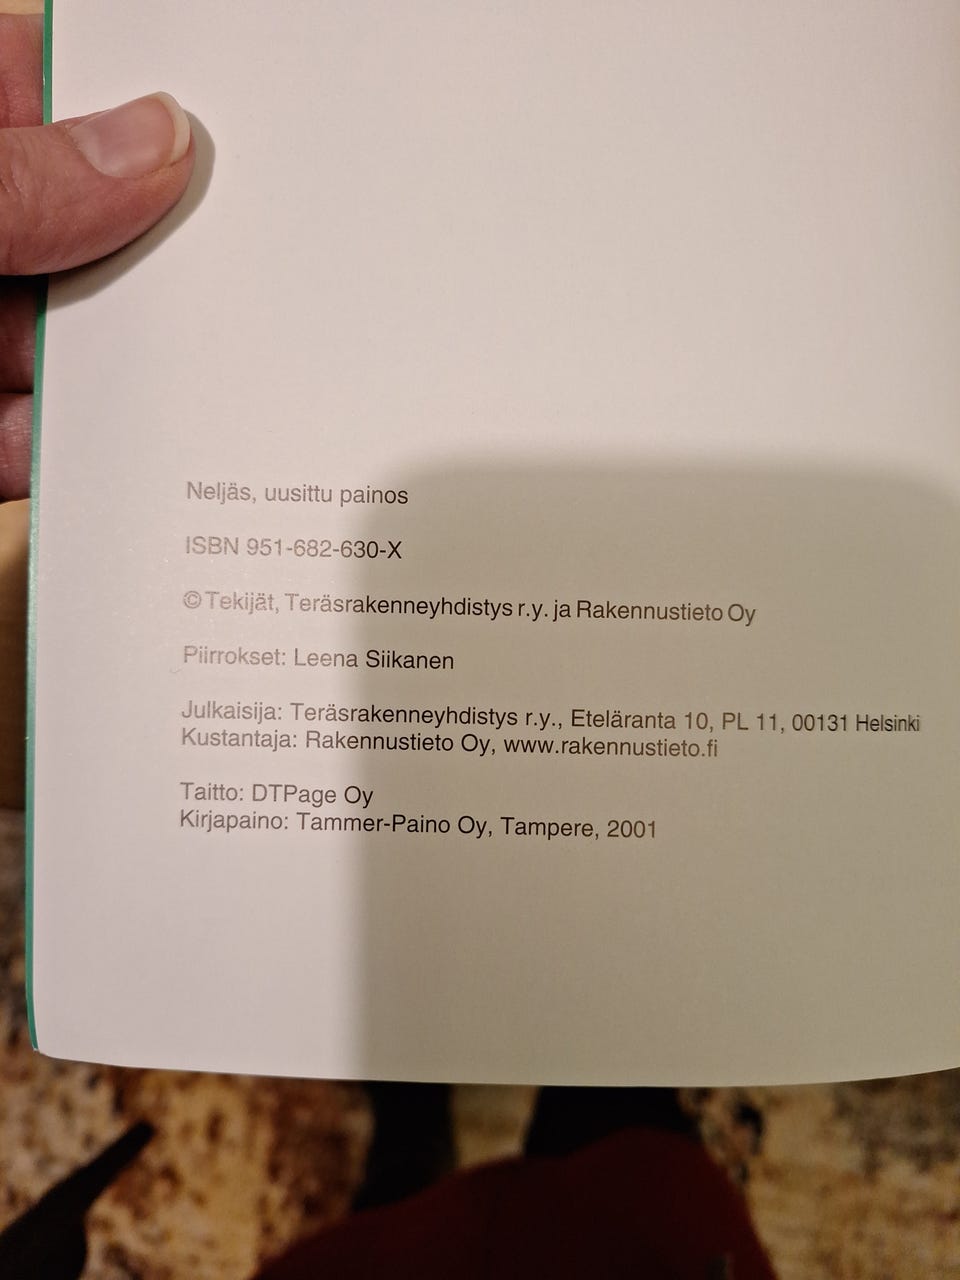 Neljäs, uusittu painos
ISBN 951-682-630-X
© Tekijät, Teräsrakenneyhdistys r.y. ja Rakennustieto Oy
Piirrokset: Leena Siikanen
Julkaisija: Teräsrakenneyhdistys r.y., Eteläranta 10, PL 11, 00131 Helsinki
Kustantaja: Rakennustieto Oy, www.rakennustieto.fi
Taitto: DTPage Oy
Kirjapaino: Tammer-Paino Oy, Tampere, 2001